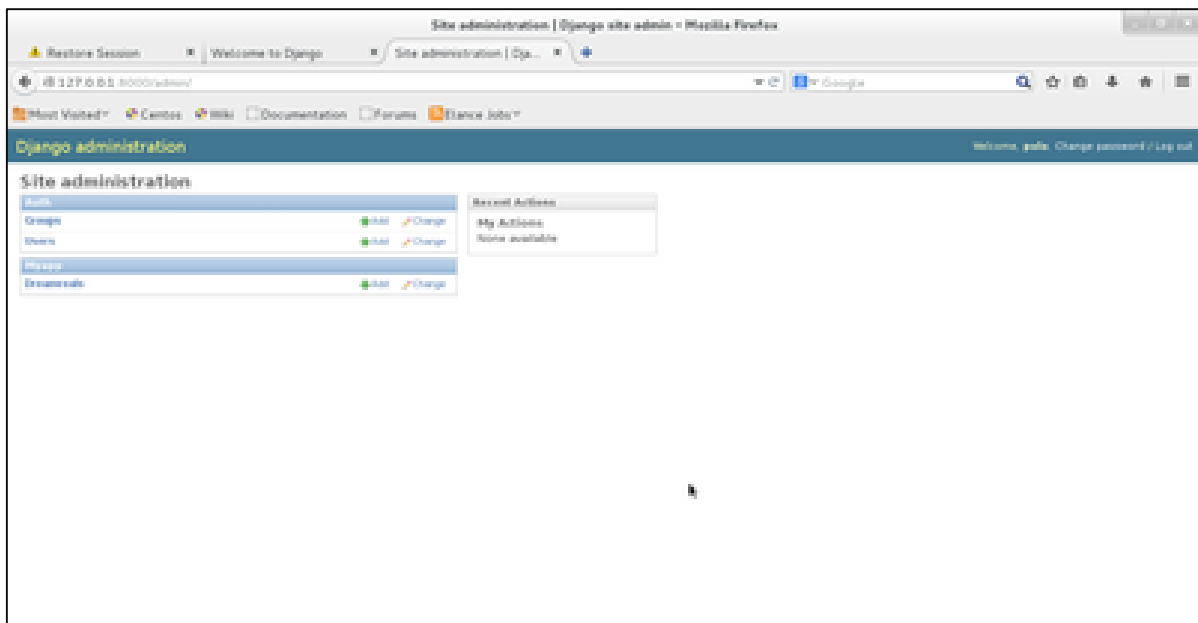 Site administration | Django site admin - Mozilla Firefox
Restore Session Welcome to Django Site administration | Dja...
127.0.0.1:8000/admin/ Google
Most Visited Centos Wiki Documentation Forums Elance Jobs
Django administration Welcome, polo. Change password / Log out
Site administration
Auth Recent Actions
Groups Add Change My Actions
Users Add Change None available
Myapp
Dreamreals Add Change